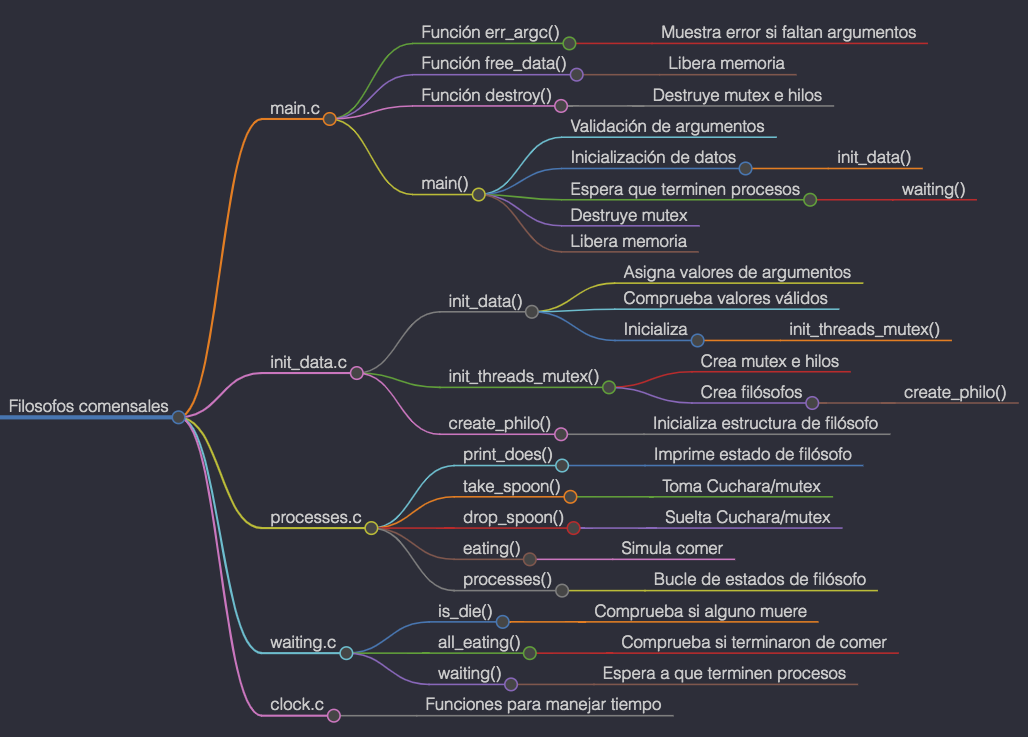 Filosofos comensales
main.c
Función err_argc()
Muestra error si faltan argumentos
Función free_data()
Libera memoria
Función destroy()
Destruye mutex e hilos
main()
Validación de argumentos
Inicialización de datos
init_data()
Espera que terminen procesos
waiting()
Destruye mutex
Libera memoria
init_data.c
init_data()
Asigna valores de argumentos
Comprueba valores válidos
Inicializa
init_threads_mutex()
init_threads_mutex()
Crea mutex e hilos
Crea filósofos
create_philo()
create_philo()
Inicializa estructura de filósofo
processes.c
print_does()
Imprime estado de filósofo
take_spoon()
Toma Cuchara/mutex
drop_spoon()
Suelta Cuchara/mutex
eating()
Simula comer
processes()
Bucle de estados de filósofo
waiting.c
is_die()
Comprueba si alguno muere
all_eating()
Comprueba si terminaron de comer
waiting()
Espera a que terminen procesos
clock.c
Funciones para manejar tiempo